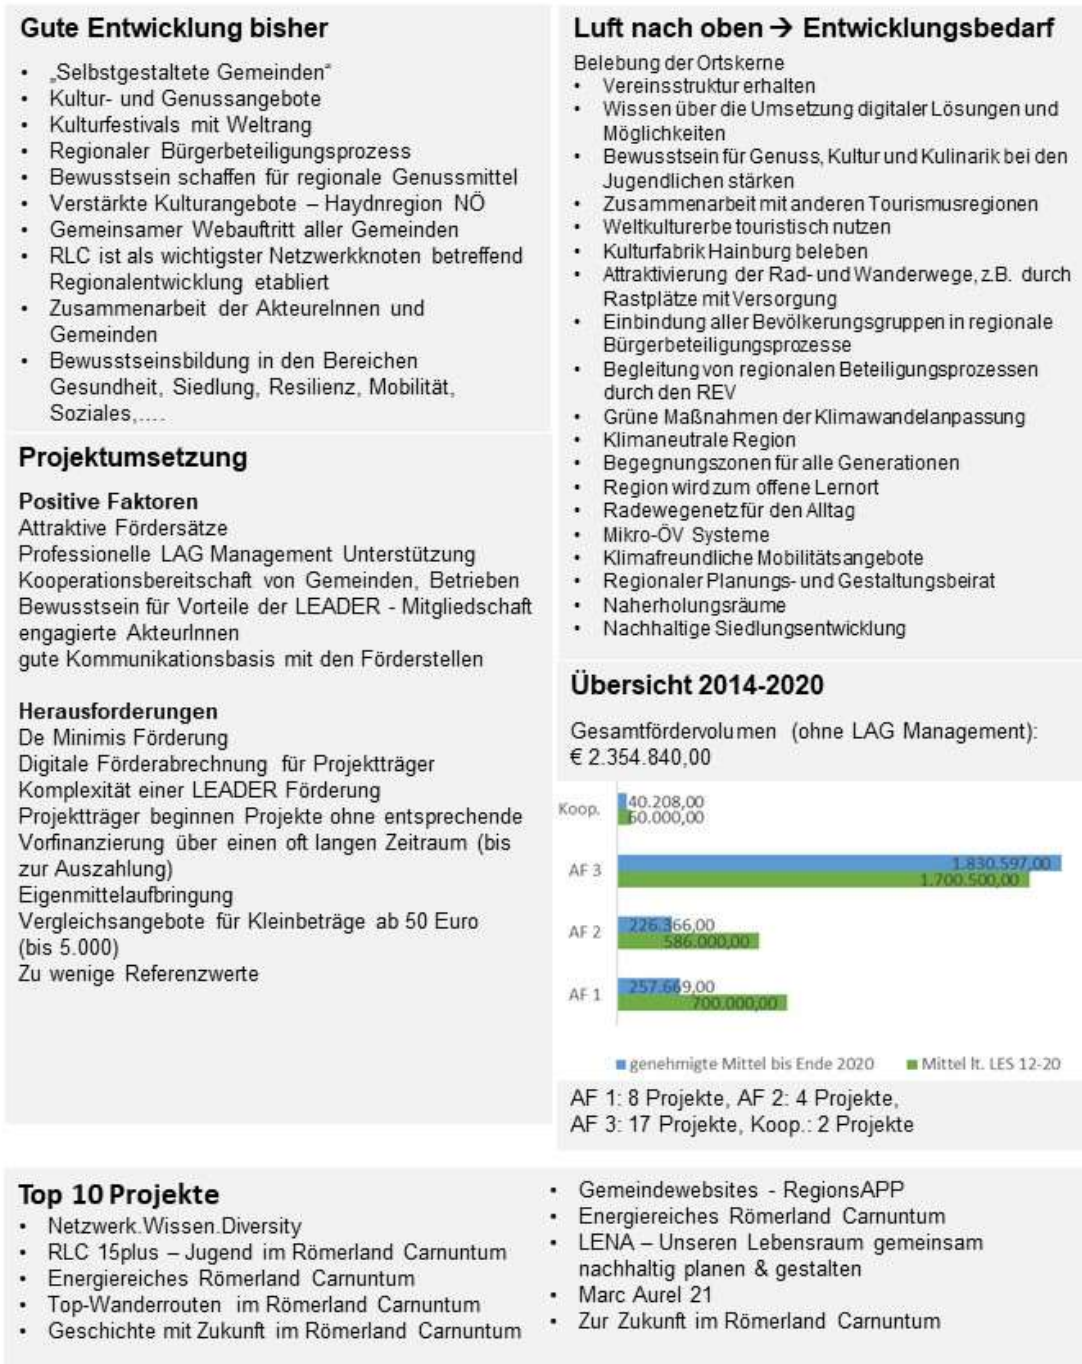 Gute Entwicklung bisher
• „Selbstgestaltete Gemeinden“
• Kultur- und Genussangebote
• Kulturfestivals mit Weltrang
• Regionaler Bürgerbeteiligungsprozess
• Bewusstsein schaffen für regionale Genussmittel
• Verstärkte Kulturangebote – Haydnregion NÖ
• Gemeinsamer Webauftritt aller Gemeinden
• RLC ist als wichtigster Netzwerkknoten betreffend
Regionalentwicklung etabliert
• Zusammenarbeit der AkteureInnen und
Gemeinden
• Bewusstseinsbildung in den Bereichen
Gesundheit, Siedlung, Resilienz, Mobilität,
Soziales,….
Projektumsetzung
Positive Faktoren
Attraktive Fördersätze
Professionelle LAG Management Unterstützung
Kooperationsbereitschaft von Gemeinden, Betrieben
Bewusstsein für Vorteile der LEADER - Mitgliedschaft
engagierte AkteurInnen
gute Kommunikationsbasis mit den Förderstellen
Herausforderungen
De Minimis Förderung
Digitale Förderabrechnung für Projektträger
Komplexität einer LEADER Förderung
Projektträger beginnen Projekte ohne entsprechende
Vorfinanzierung über einen oft langen Zeitraum (bis
zur Auszahlung)
Eigenmittelaufbringung
Vergleichsangebote für Kleinbeträge ab 50 Euro
(bis 5.000)
Zu wenige Referenzwerte
Luft nach oben → Entwicklungsbedarf
Belebung der Ortskerne
• Vereinsstruktur erhalten
• Wissen über die Umsetzung digitaler Lösungen und
Möglichkeiten
• Bewusstsein für Genuss, Kultur und Kulinarik bei den
Jugendlichen stärken
• Zusammenarbeit mit anderen Tourismusregionen
• Weltkulturerbe touristisch nutzen
• Kulturfabrik Hainburg beleben
• Attraktivierung der Rad- und Wanderwege, z.B. durch
Rastplätze mit Versorgung
• Einbindung aller Bevölkerungsgruppen in regionale
Bürgerbeteiligungsprozesse
• Begleitung von regionalen Beteiligungsprozessen
durch den REV
• Grüne Maßnahmen der Klimawandelanpassung
• Klimaneutrale Region
• Begegnungszonen für alle Generationen
• Region wird zum offene Lernort
• Radewegenetz für den Alltag
• Mikro-ÖV Systeme
• Klimafreundliche Mobilitätsangebote
• Regionaler Planungs- und Gestaltungsbeirat
• Naherholungsräume
• Nachhaltige Siedlungsentwicklung
Übersicht 2014-2020
Gesamtfördervolumen (ohne LAG Management):
€ 2.354.840,00
Koop.
40.208,00
60.000,00
AF 3
1.830.597,00
1.700.500,00
AF 2
226.366,00
586.000,00
AF 1
257.669,00
700.000,00
genehmigte Mittel bis Ende 2020 Mittel lt. LES 12-20
AF 1: 8 Projekte, AF 2: 4 Projekte,
AF 3: 17 Projekte, Koop.: 2 Projekte
Top 10 Projekte
• Netzwerk.Wissen.Diversity
• RLC 15plus – Jugend im Römerland Carnuntum
• Energiereiches Römerland Carnuntum
• Top-Wanderrouten im Römerland Carnuntum
• Geschichte mit Zukunft im Römerland Carnuntum
• Gemeindewebsites - RegionsAPP
• Energiereiches Römerland Carnuntum
• LENA – Unseren Lebensraum gemeinsam
nachhaltig planen & gestalten
• Marc Aurel 21
• Zur Zukunft im Römerland Carnuntum